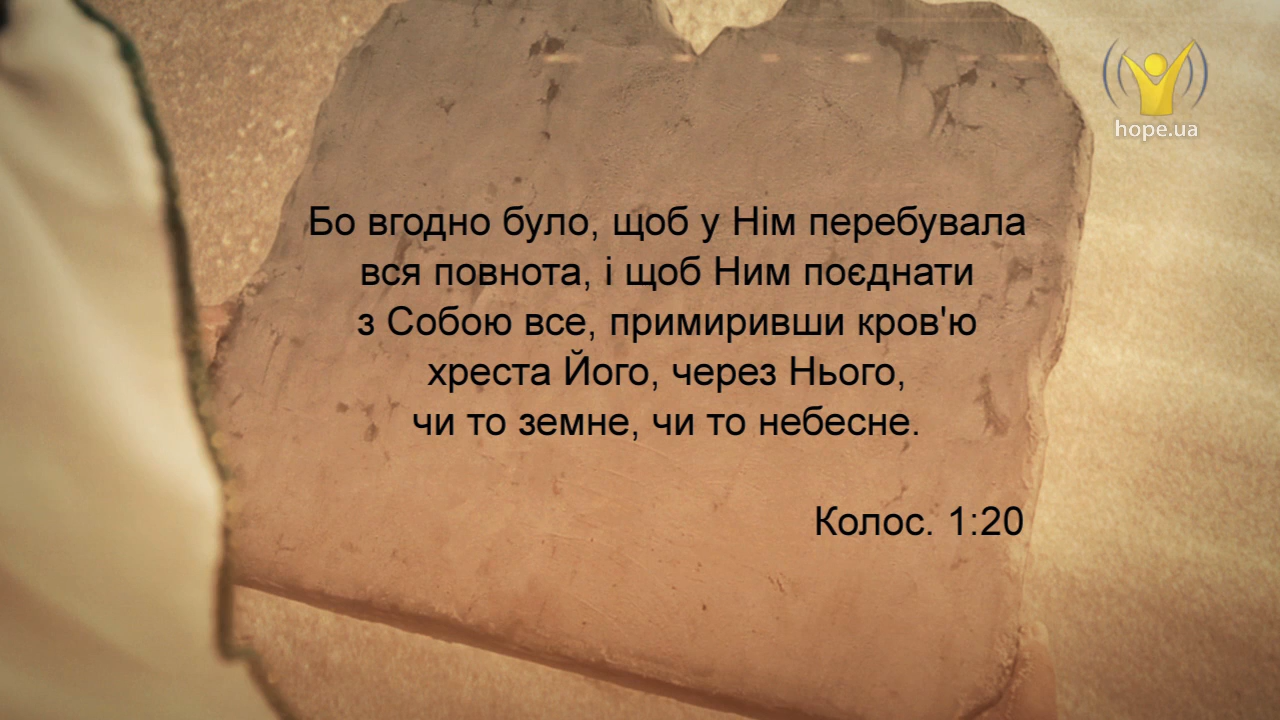 hope.ua
Бо вгодно було, щоб у Нім перебувала
вся повнота, і щоб Ним поєднати
з Собою все, примиривши кров'ю
хреста Його, через Нього,
чи то земне, чи то небесне.
Колос. 1:20